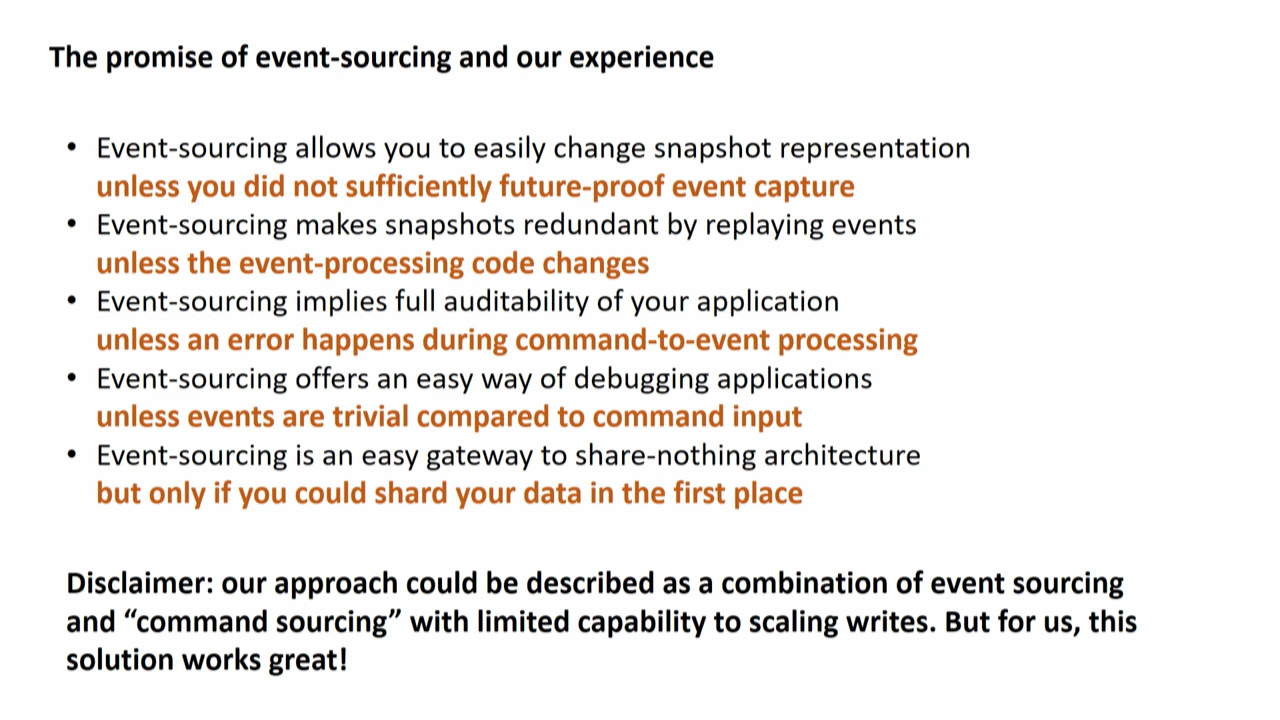 The promise of event-sourcing and our experience
• Event-sourcing allows you to easily change snapshot representation
unless you did not sufficiently future-proof event capture
• Event-sourcing makes snapshots redundant by replaying events
unless the event-processing code changes
• Event-sourcing implies full auditability of your application
unless an error happens during command-to-event processing
• Event-sourcing offers an easy way of debugging applications
unless events are trivial compared to command input
• Event-sourcing is an easy gateway to share-nothing architecture
but only if you could shard your data in the first place
Disclaimer: our approach could be described as a combination of event sourcing
and “command sourcing” with limited capability to scaling writes. But for us, this
solution works great!